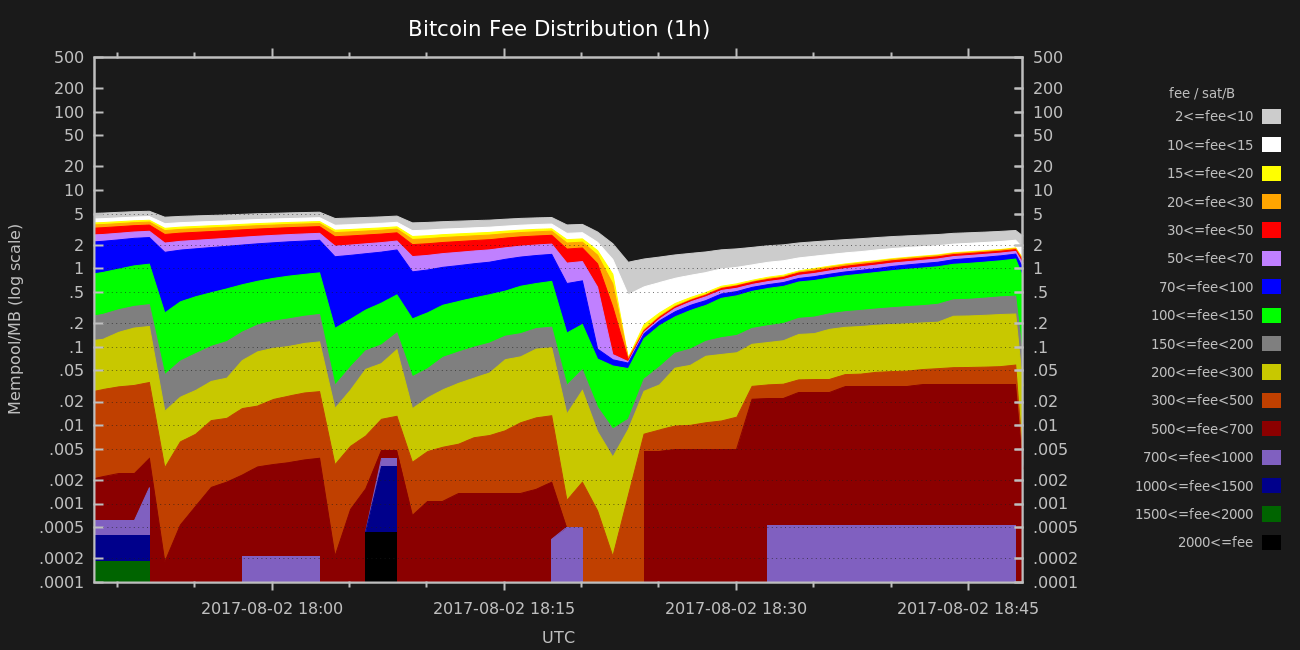 Bitcoin Fee Distribution (1h)
Mempool/MB (log scale)
500
200
100
50
20
10
5
2
1
.5
.2
.1
.05
.02
.01
.005
.002
.001
.0005
.0002
.0001
500
200
100
50
20
10
5
2
1
.5
.2
.1
.05
.02
.01
.005
.002
.001
.0005
.0002
.0001
2017-08-02 18:00
2017-08-02 18:15
2017-08-02 18:30
2017-08-02 18:45
UTC
fee / sat/B
2<=fee<10
10<=fee<15
15<=fee<20
20<=fee<30
30<=fee<50
50<=fee<70
70<=fee<100
100<=fee<150
150<=fee<200
200<=fee<300
300<=fee<500
500<=fee<700
700<=fee<1000
1000<=fee<1500
1500<=fee<2000
2000<=fee